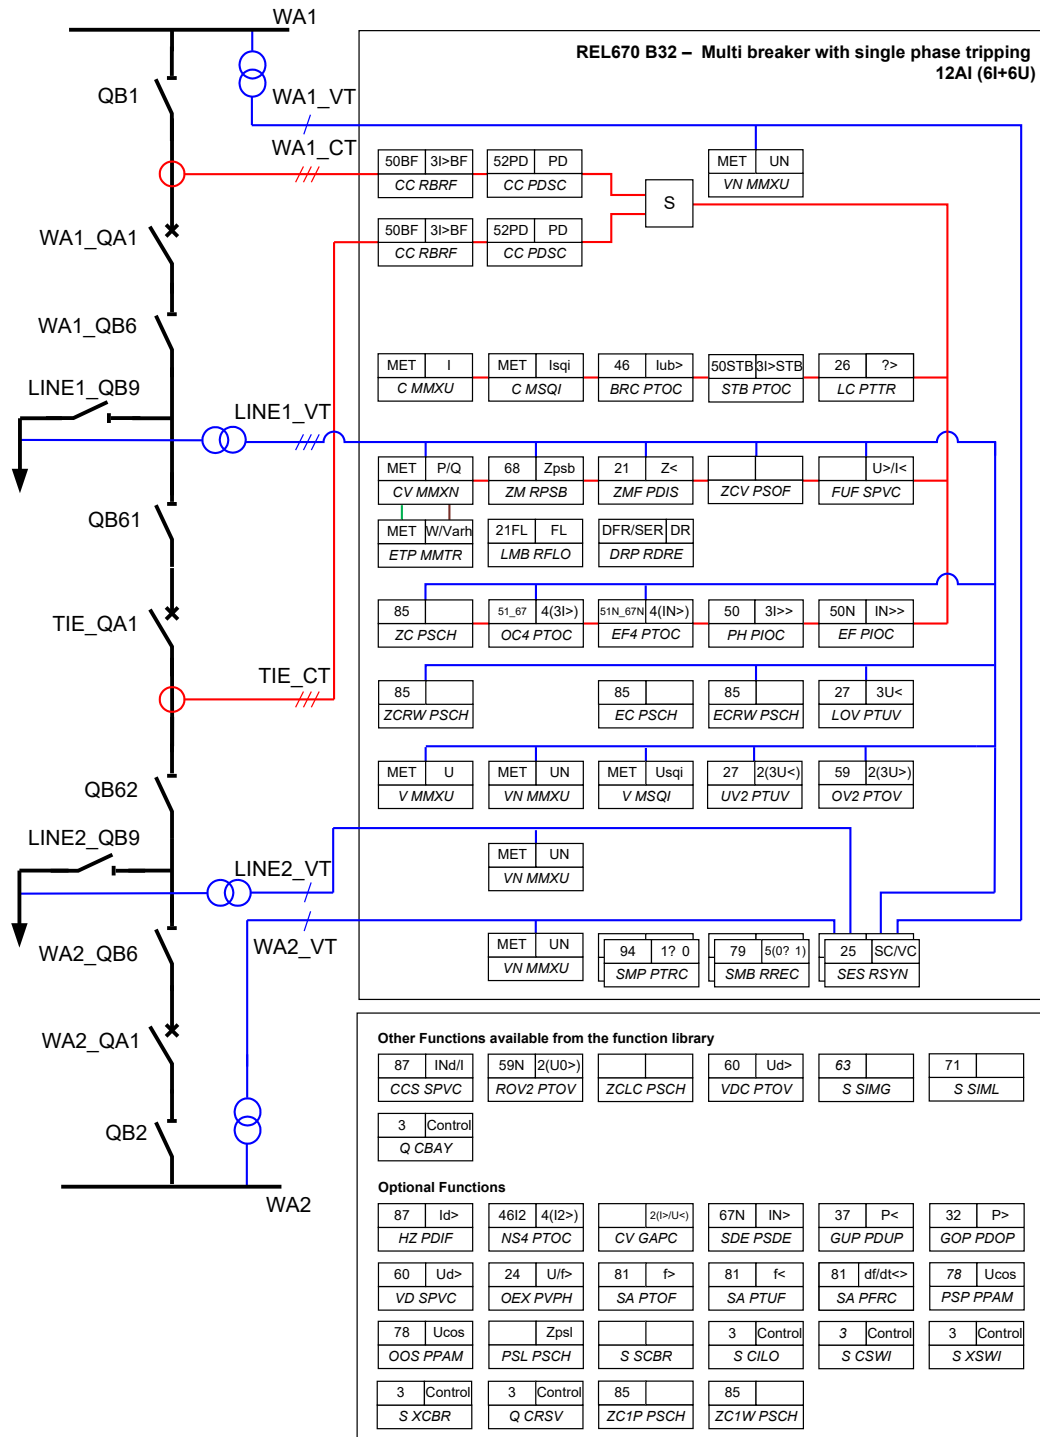 WA1
REL670 B32 – Multi breaker with single phase tripping
12AI (6I+6U)
QB1
WA1_VT
WA1_CT
50BF 3I>BF
CC RBRF
52PD PD
CC PDSC
MET UN
VN MMXU
S
50BF 3I>BF
CC RBRF
52PD PD
CC PDSC
WA1_QA1
WA1_QB6
MET I
C MMXU
MET Isqi
C MSQI
46 Iub>
BRC PTOC
50STB 3I>STB
STB PTOC
26 ?>
LC PTTR
LINE1_QB9
LINE1_VT
MET P/Q
CV MMXN
68 Zpsb
ZM RPSB
21 Z<
ZMF PDIS
ZCV PSOF
U>/I<
FUF SPVC
QB61
MET W/Varh
ETP MMTR
21FL FL
LMB RFLO
DFR/SER DR
DRP RDRE
TIE_QA1
85
ZC PSCH
51_67 4(3I>)
OC4 PTOC
51N_67N 4(IN>)
EF4 PTOC
50 3I>>
PH PIOC
50N IN>>
EF PIOC
TIE_CT
85
ZCRW PSCH
85
EC PSCH
85
ECRW PSCH
27 3U<
LOV PTUV
QB62
MET U
V MMXU
MET UN
VN MMXU
MET Usqi
V MSQI
27 2(3U<)
UV2 PTUV
59 2(3U>)
OV2 PTOV
LINE2_QB9
LINE2_VT
MET UN
VN MMXU
WA2_VT
WA2_QB6
MET UN
VN MMXU
94 1? 0
SMP PTRC
79 5(0? 1)
SMB RREC
25 SC/VC
SES RSYN
WA2_QA1
QB2
WA2
Other Functions available from the function library
87 INd/I
CCS SPVC
59N 2(U0>)
ROV2 PTOV
ZCLC PSCH
60 Ud>
VDC PTOV
63
S SIMG
71
S SIML
3 Control
Q CBAY
Optional Functions
87 Id>
HZ PDIF
46I2 4(I2>)
NS4 PTOC
2(I>/U<)
CV GAPC
67N IN>
SDE PSDE
37 P<
GUP PDUP
32 P>
GOP PDOP
60 Ud>
VD SPVC
24 U/f>
OEX PVPH
81 f>
SA PTOF
81 f<
SA PTUF
81 df/dt<>
SA PFRC
78 Ucos
PSP PPAM
78 Ucos
OOS PPAM
Zpsl
PSL PSCH
S SCBR
3 Control
S CILO
3 Control
S CSWI
3 Control
S XSWI
3 Control
S XCBR
3 Control
Q CRSV
85
ZC1P PSCH
85
ZC1W PSCH